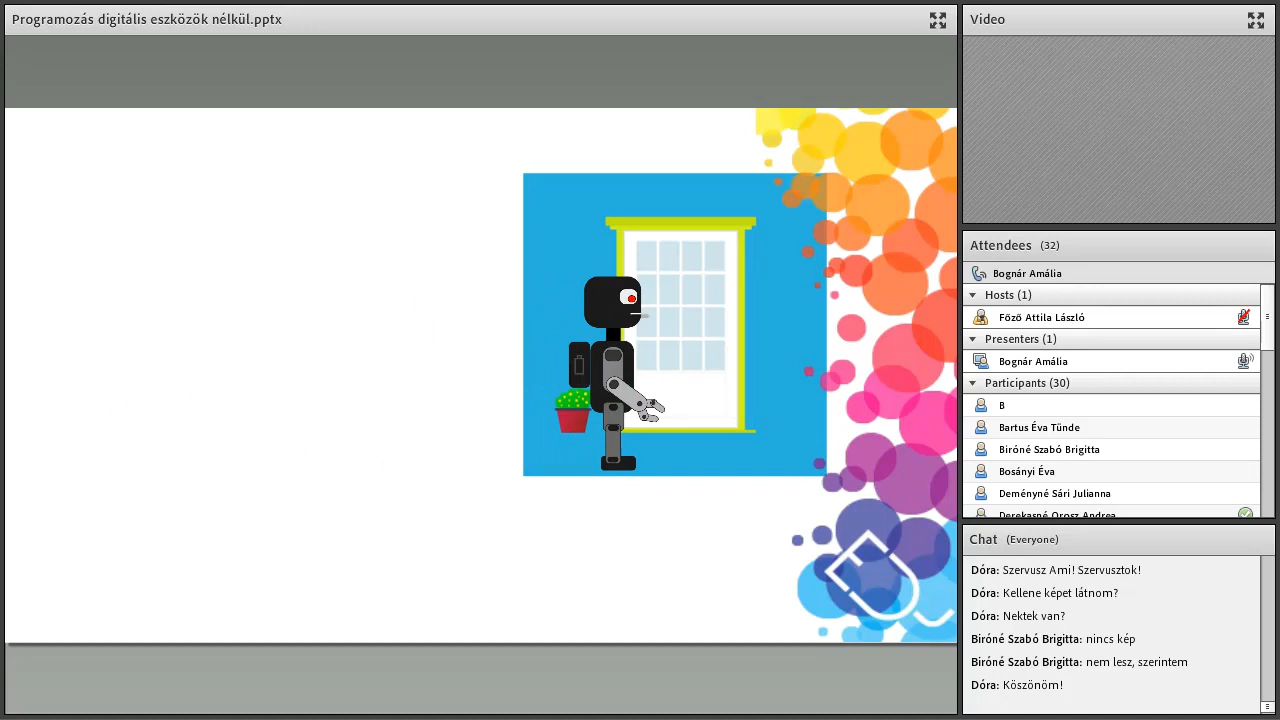 Programozás digitális eszközök nélkül.pptx
Video
Attendees (32)
Bognár Amália
Hosts (1)
Főző Attila László
Presenters (1)
Bognár Amália
Participants (30)
B
Bartus Éva Tünde
Biróné Szabó Brigitta
Bosányi Éva
Deményné Sári Julianna
Derekasné Orosz Andrea
Chat (Everyone)
Dóra: Szervusz Ami! Szervusztok!
Dóra: Kellene képet látnom?
Dóra: Nektek van?
Biróné Szabó Brigitta: nincs kép
Biróné Szabó Brigitta: nem lesz, szerintem
Dóra: Köszönöm!